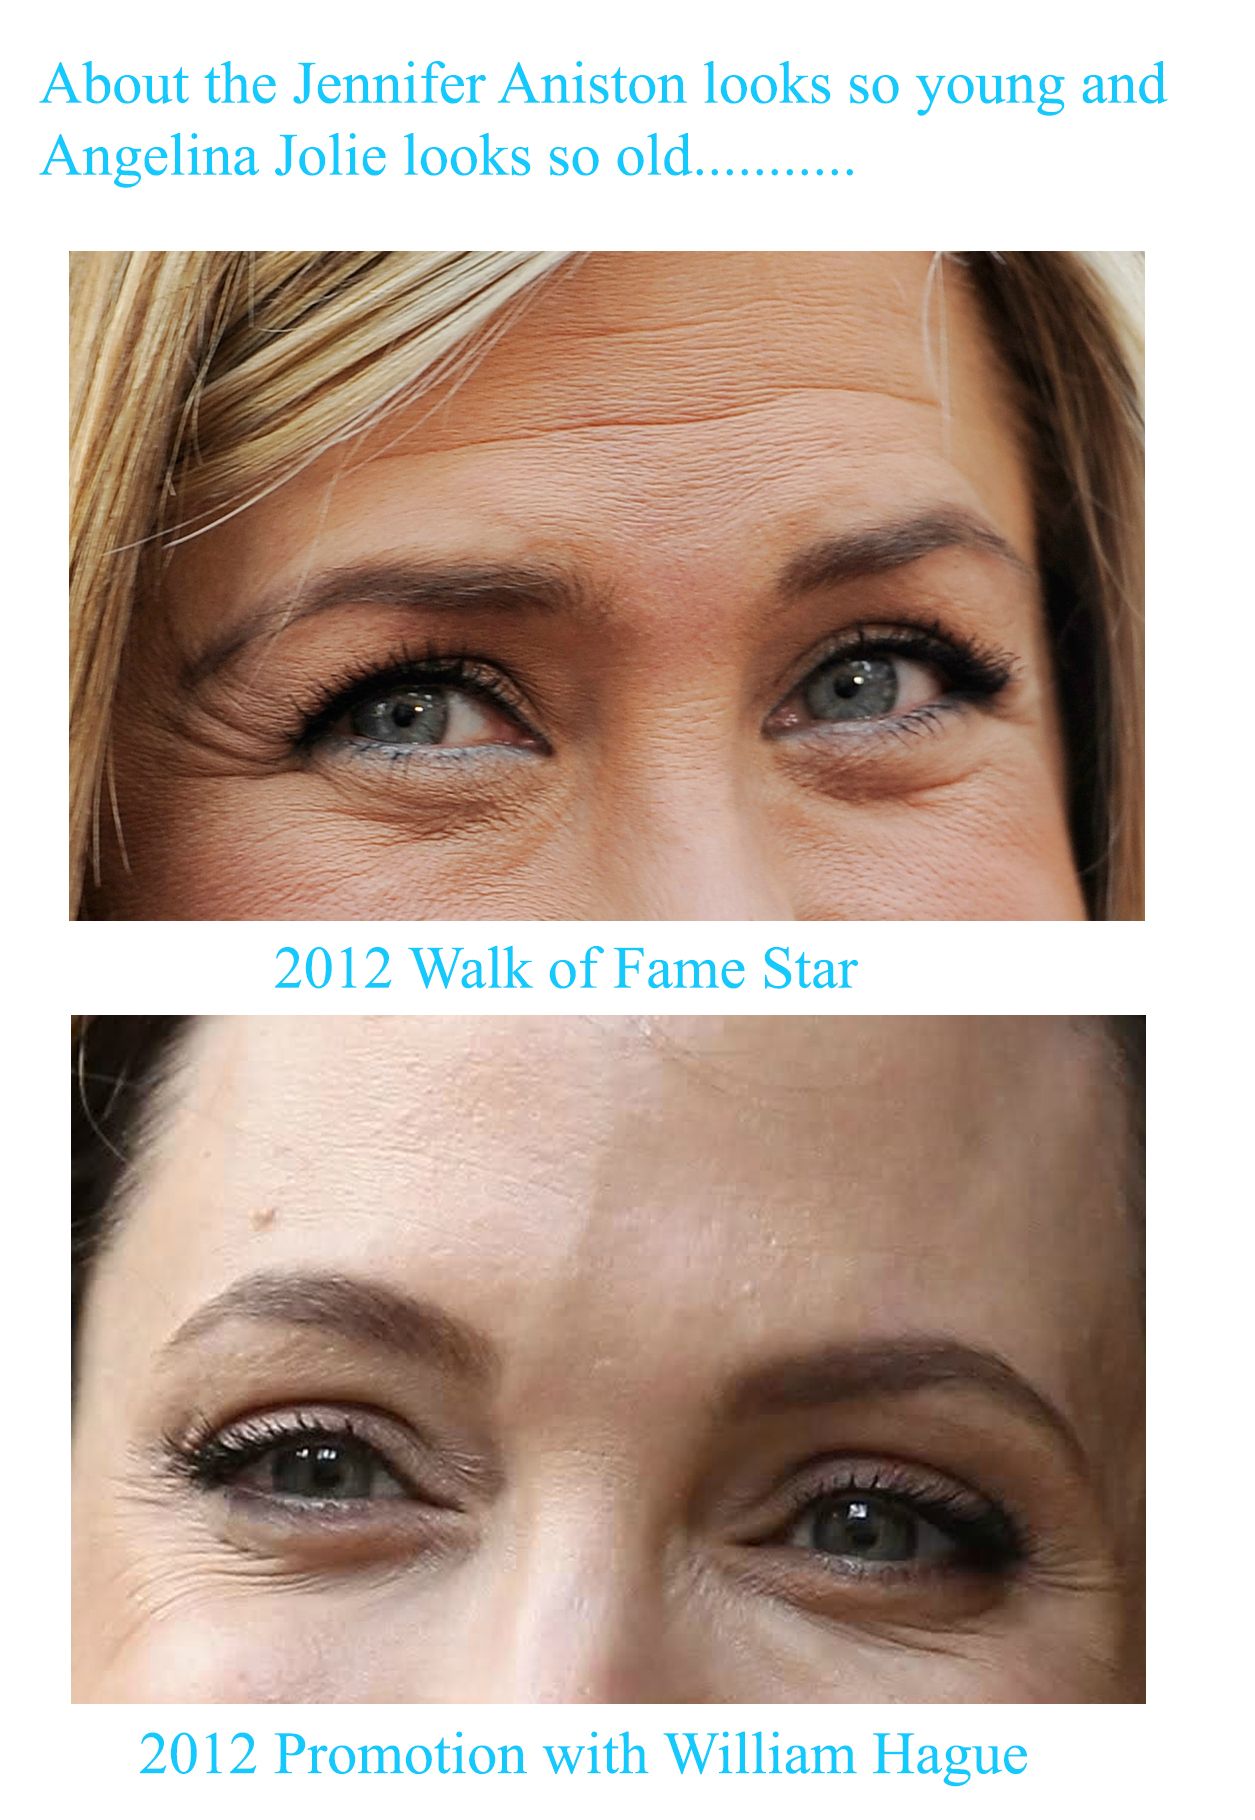 About the Jennifer Aniston looks so young and
Angelina Jolie looks so old...........
2012 Walk of Fame Star
2012 Promotion with William Hague